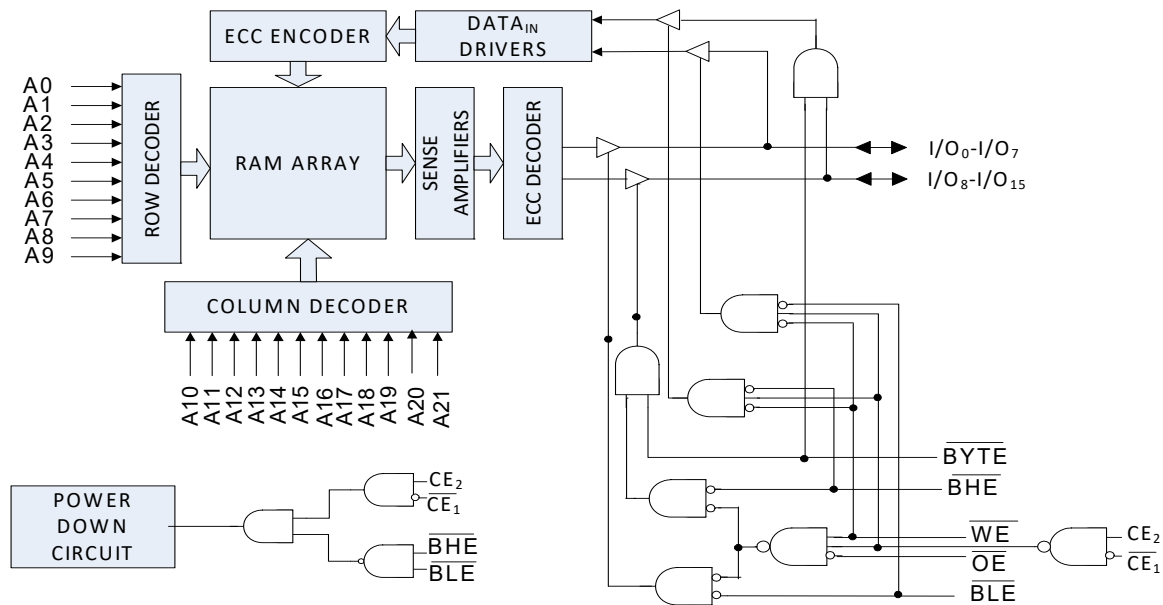 ECC ENCODER
DATAIN
DRIVERS
A0
A1
A2
A3
A4
A5
A6
A7
A8
A9
ROW DECODER
RAM ARRAY
SENSE
AMPLIFIERS
ECC DECODER
I/O0-I/O7
I/O8-I/O15
COLUMN DECODER
A10
A11
A12
A13
A14
A15
A16
A17
A18
A19
A20
A21
BYTE
BHE
WE
OE
BLE
CE2
CE1
POWER
DOWN
CIRCUIT
CE2
CE1
BHE
BLE